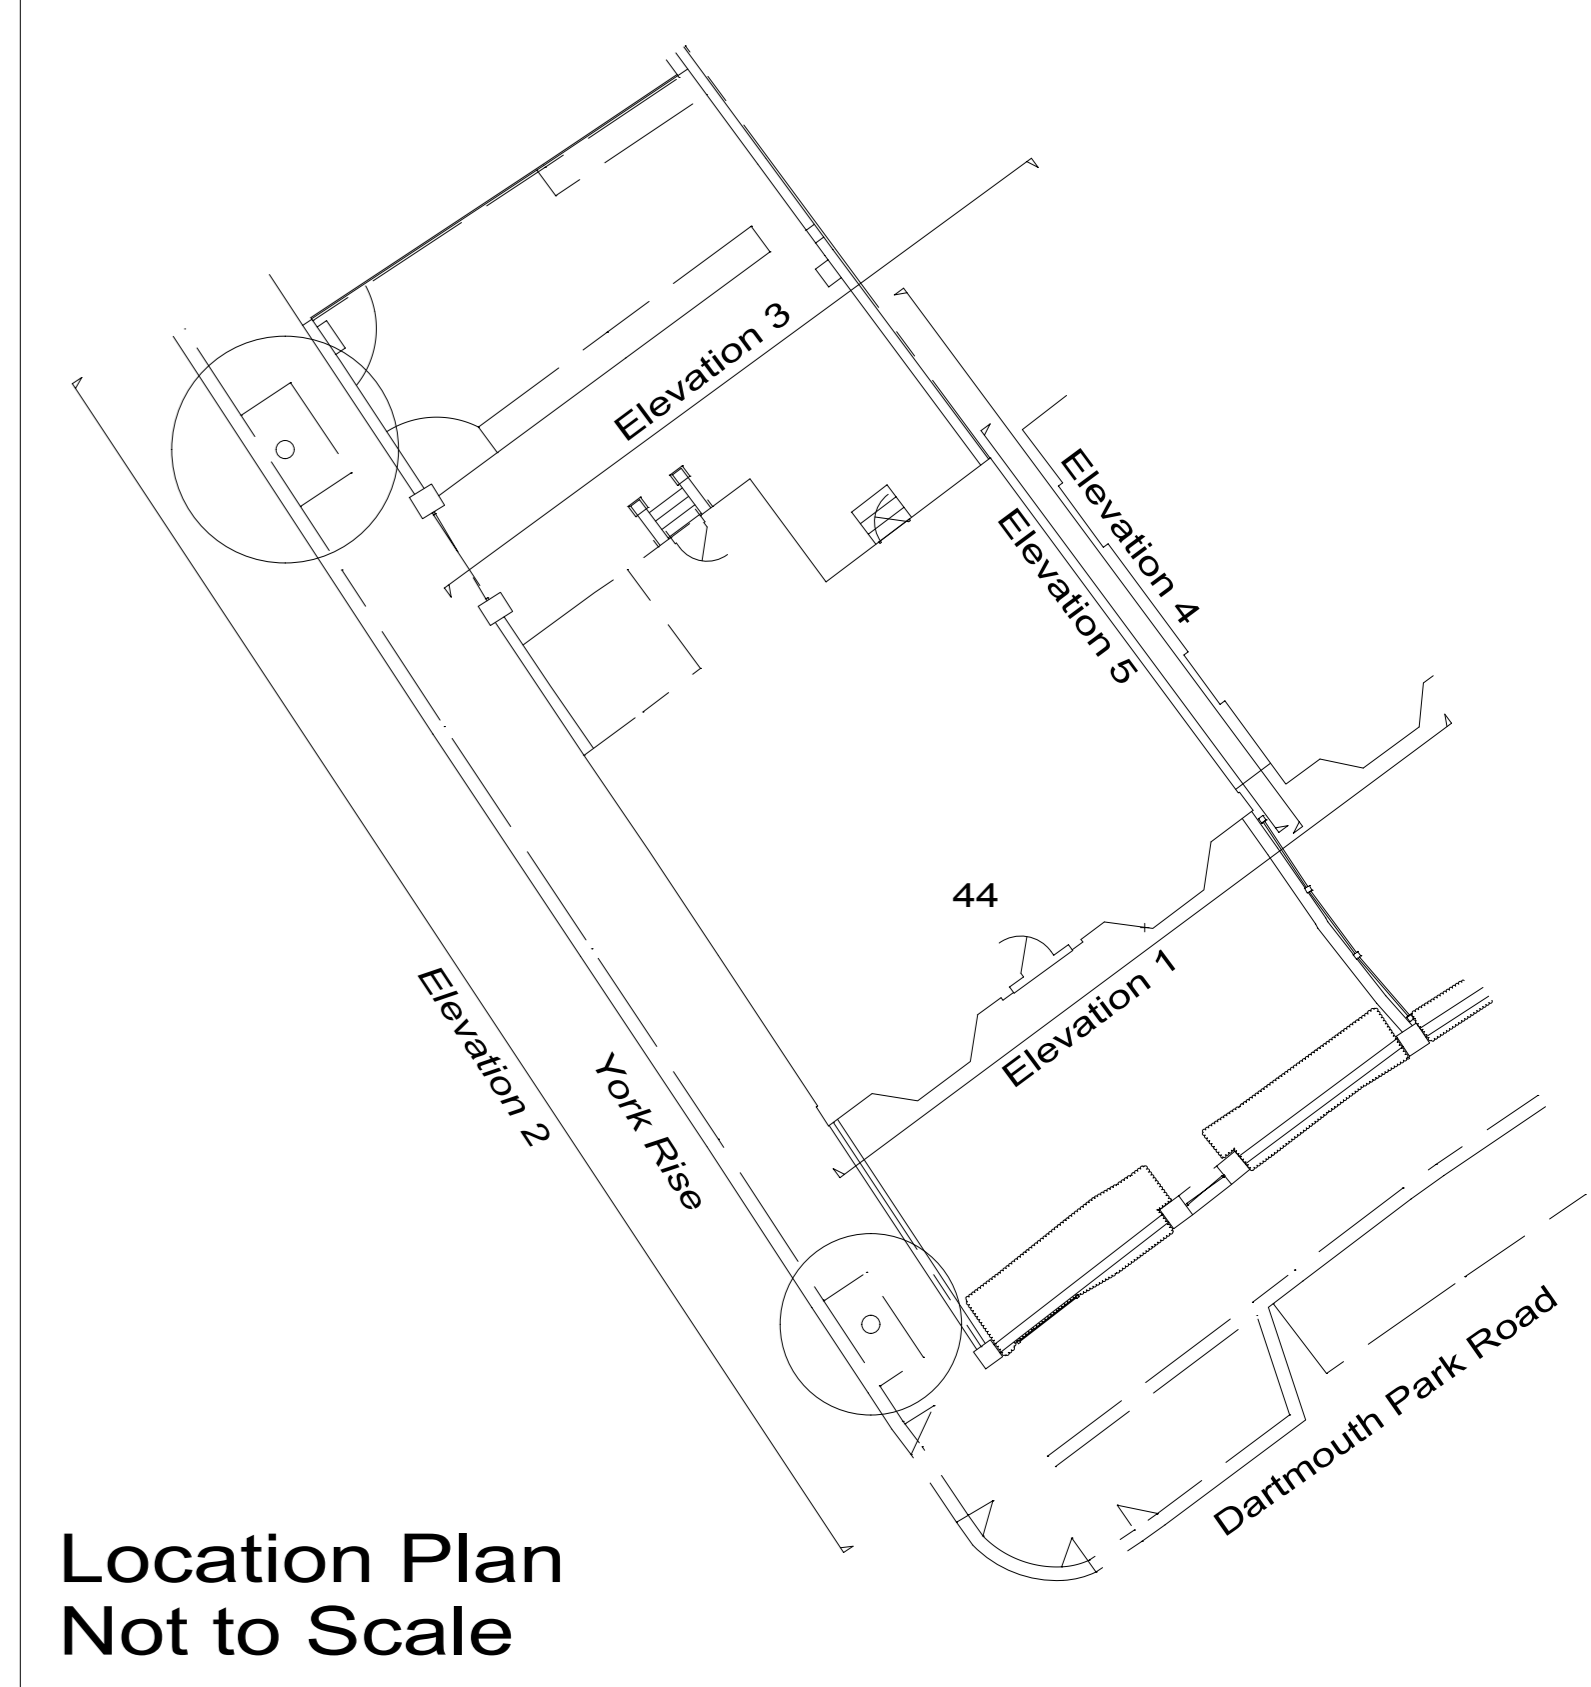 Elevation 3
Elevation 4
Elevation 5
44
Elevation 1
Elevation 2
York Rise
Dartmouth Park Road
Location Plan
Not to Scale